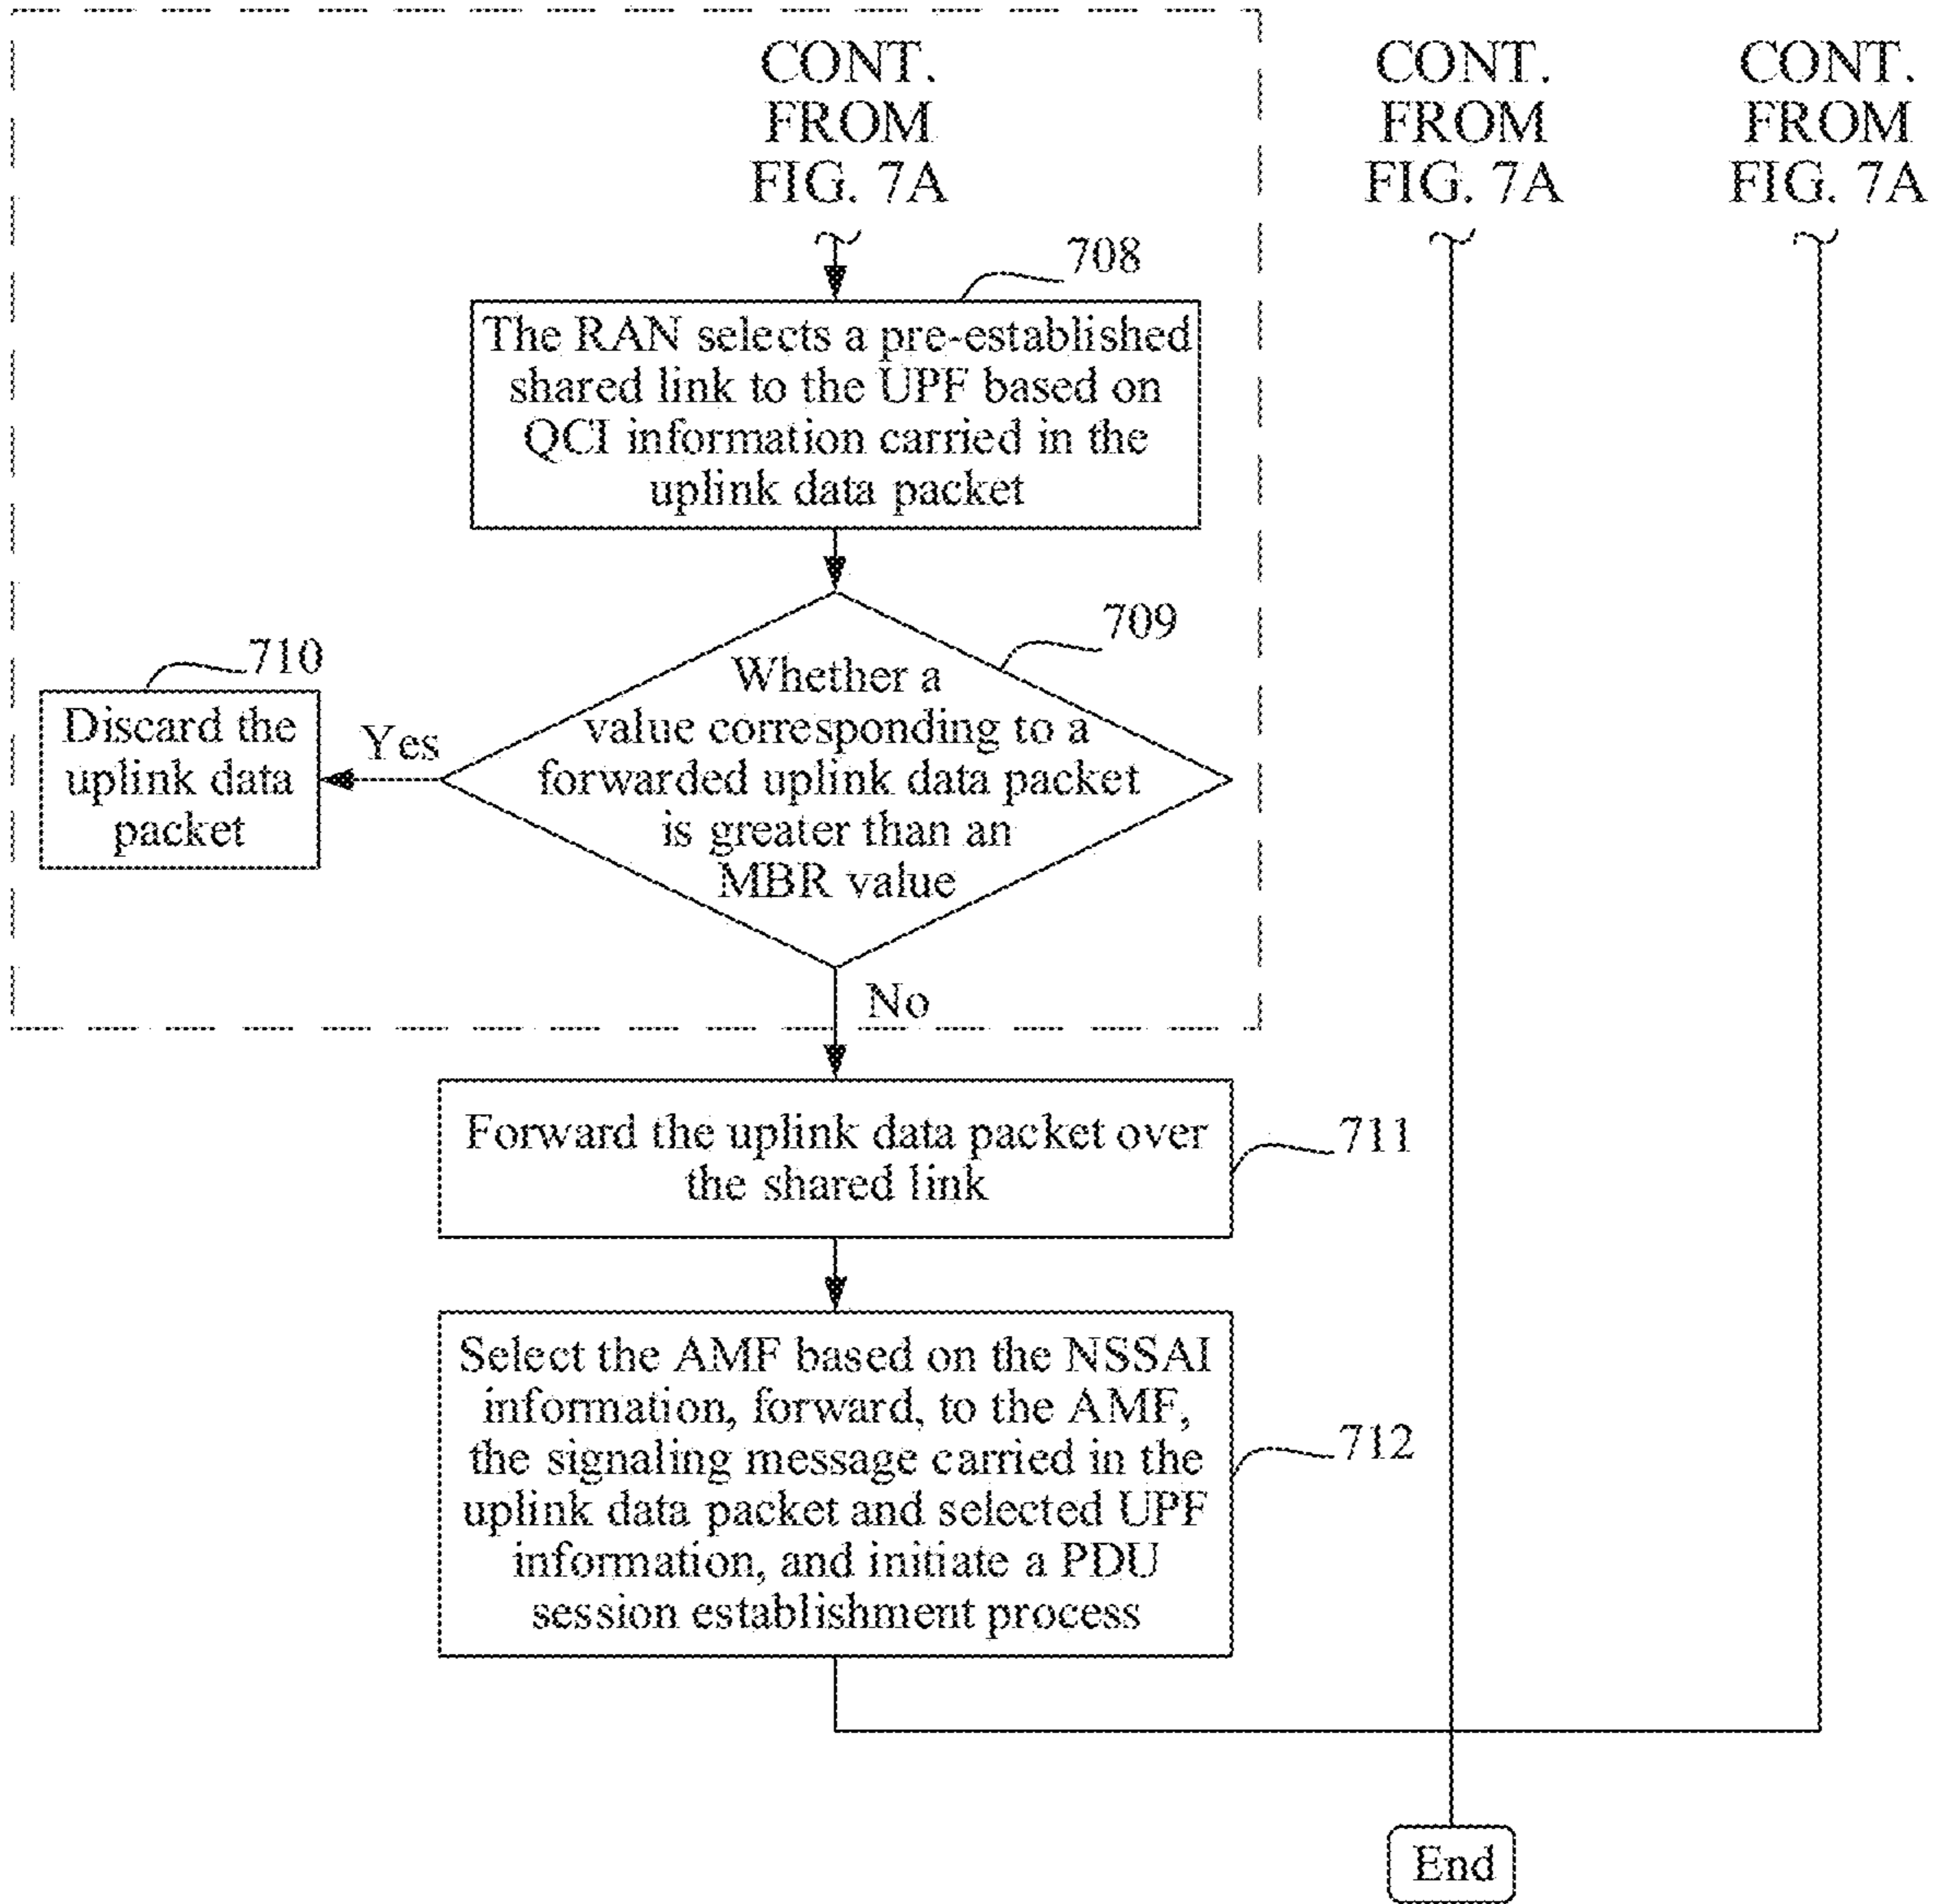 CONT.
FROM
FIG. 7A
CONT.
FROM
FIG. 7A
CONT.
FROM
FIG. 7A
708
The RAN selects a pre-established
shared link to the UPF based on
QCI information carried in the
uplink data packet
709
Whether a
value corresponding to a
forwarded uplink data packet
is greater than an
MBR value
710
Yes
Discard the
uplink data
packet
No
Forward the uplink data packet over
the shared link
711
Select the AMF based on the NSSAI
information, forward, to the AMF,
the signaling message carried in the
uplink data packet and selected UPF
information, and initiate a PDU
session establishment process
712
End